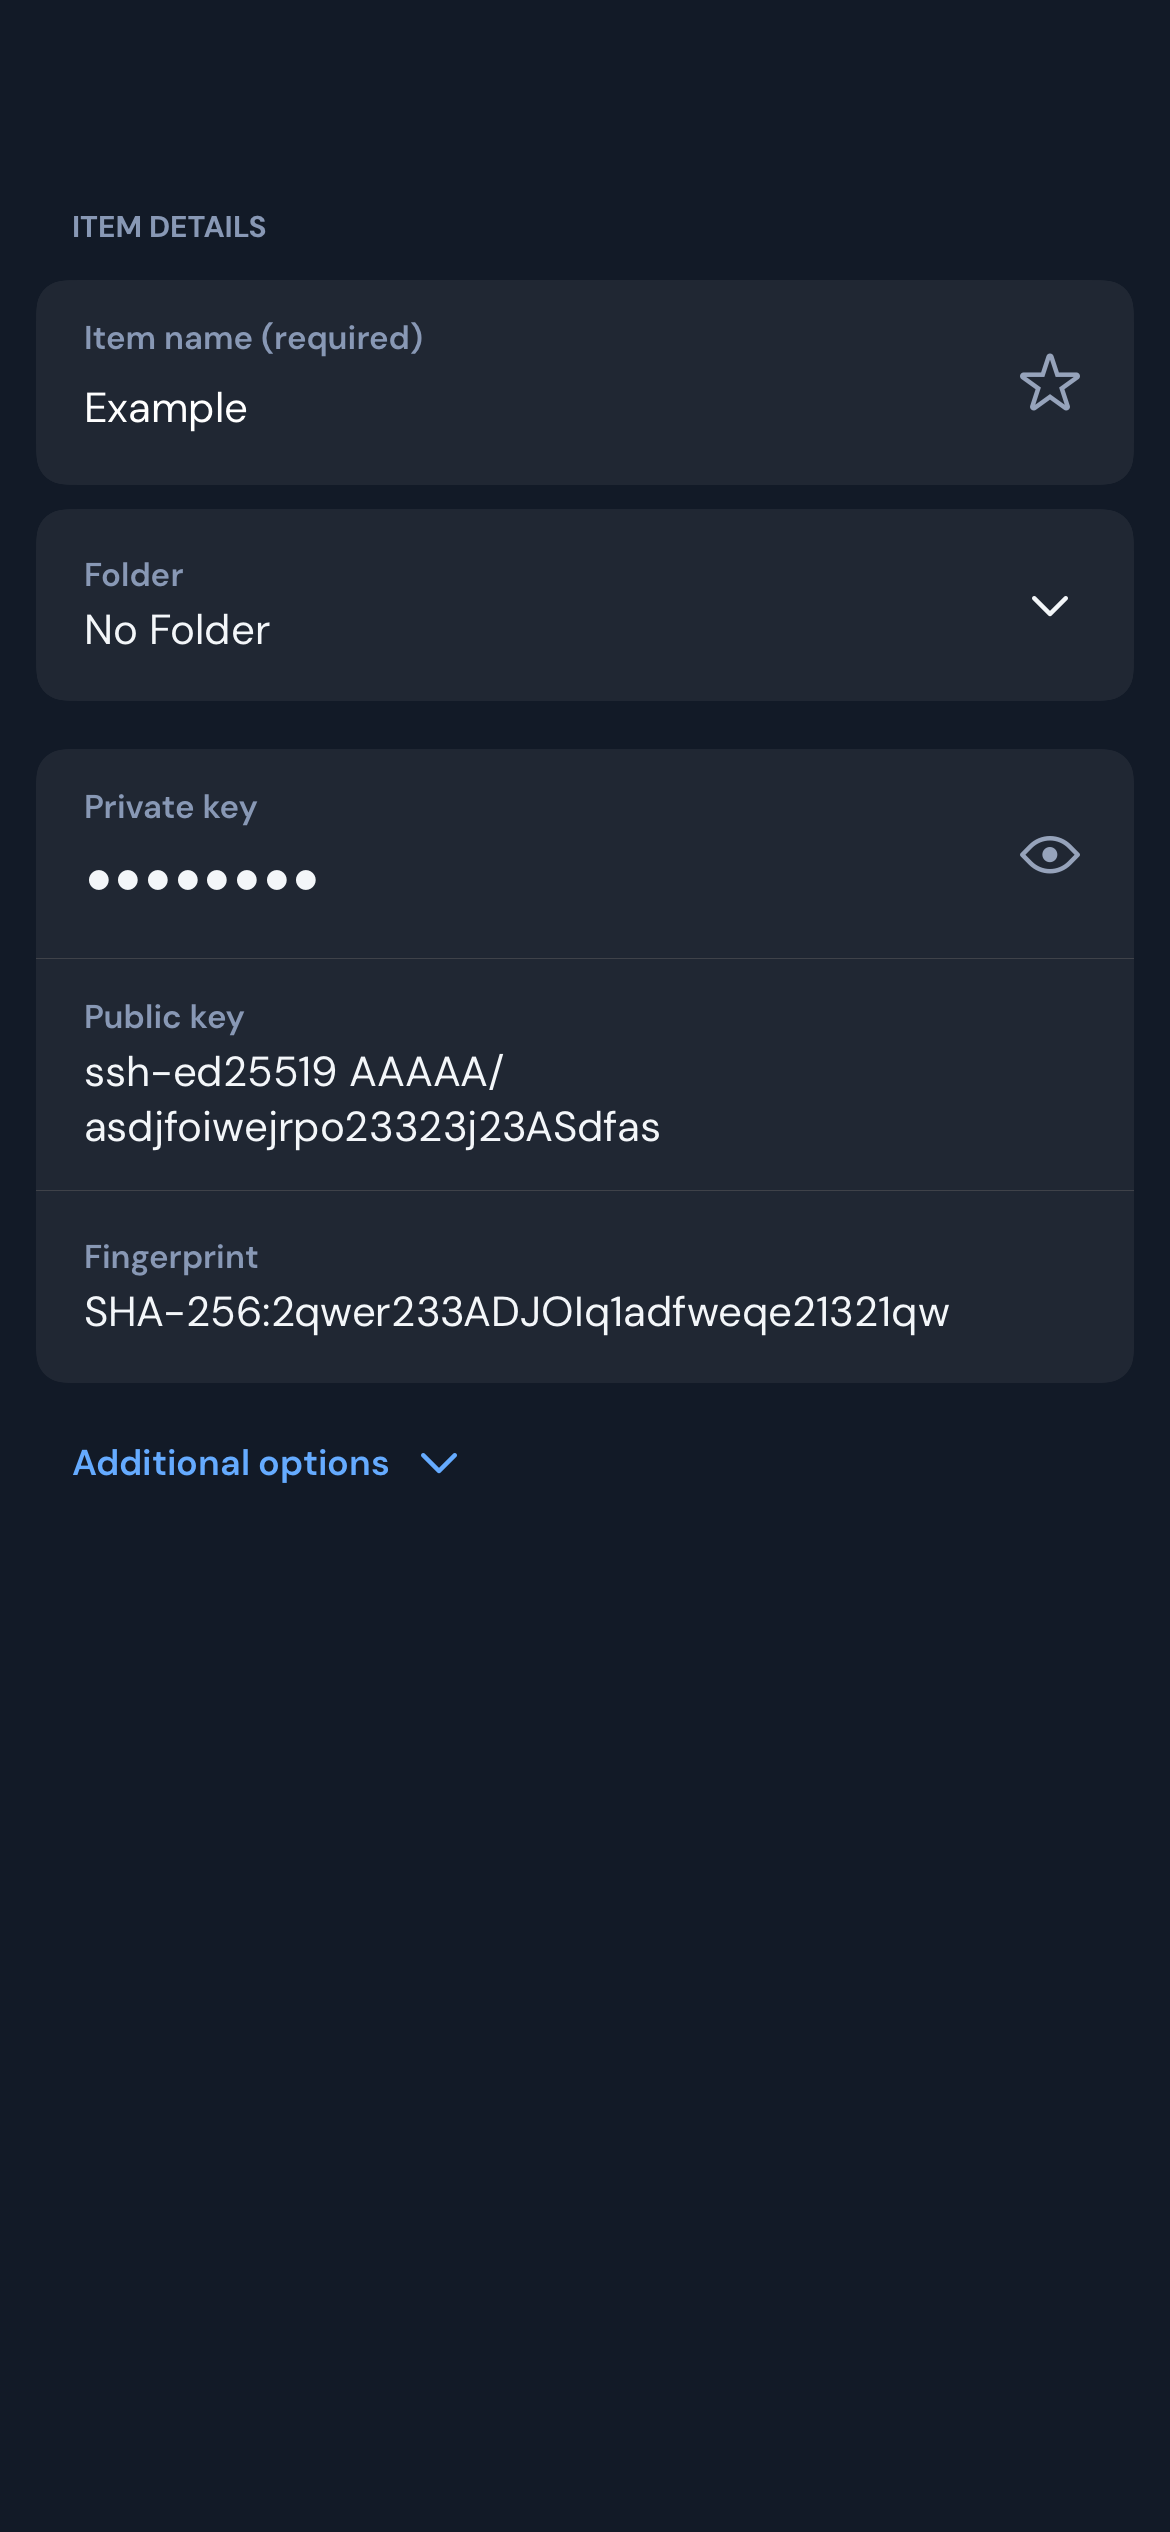 ITEM DETAILS
Item name (required)
Example
Folder
No Folder
Private key
●●●●●●●●
Public key
ssh-ed25519 AAAAA/
asdjfoiwejrpo23323j23ASdfas
Fingerprint
SHA-256:2qwer233ADJOIq1adfweqe21321qw
Additional options